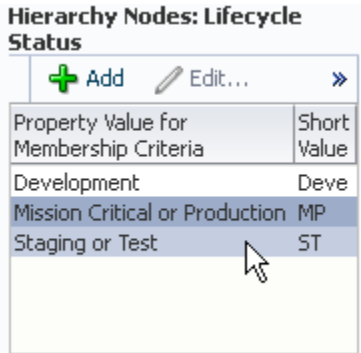 Hierarchy Nodes: Lifecycle
Status
Add Edit... »
Property Value for Short
Membership Criteria Value
Development Deve
Mission Critical or Production MP
Staging or Test ST